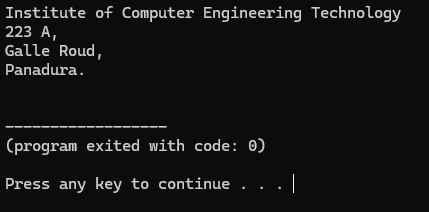 Institute of Computer Engineering Technology
223 A,
Galle Roud,
Panadura.
------------------
(program exited with code: 0)
Press any key to continue . . .